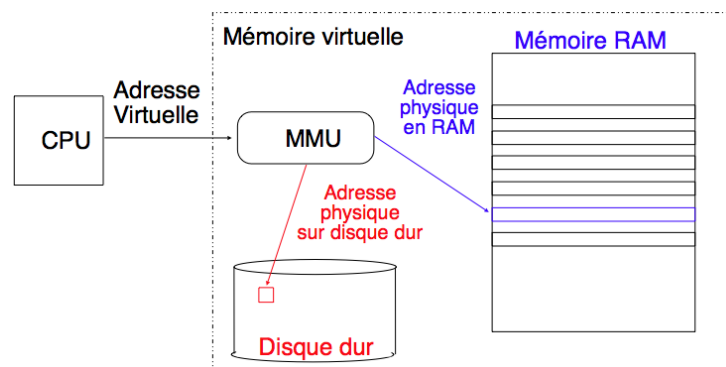 Mémoire virtuelle
Mémoire RAM
Adresse
Virtuelle
CPU
MMU
Adresse
physique
en RAM
Adresse
physique
sur disque dur
Disque dur